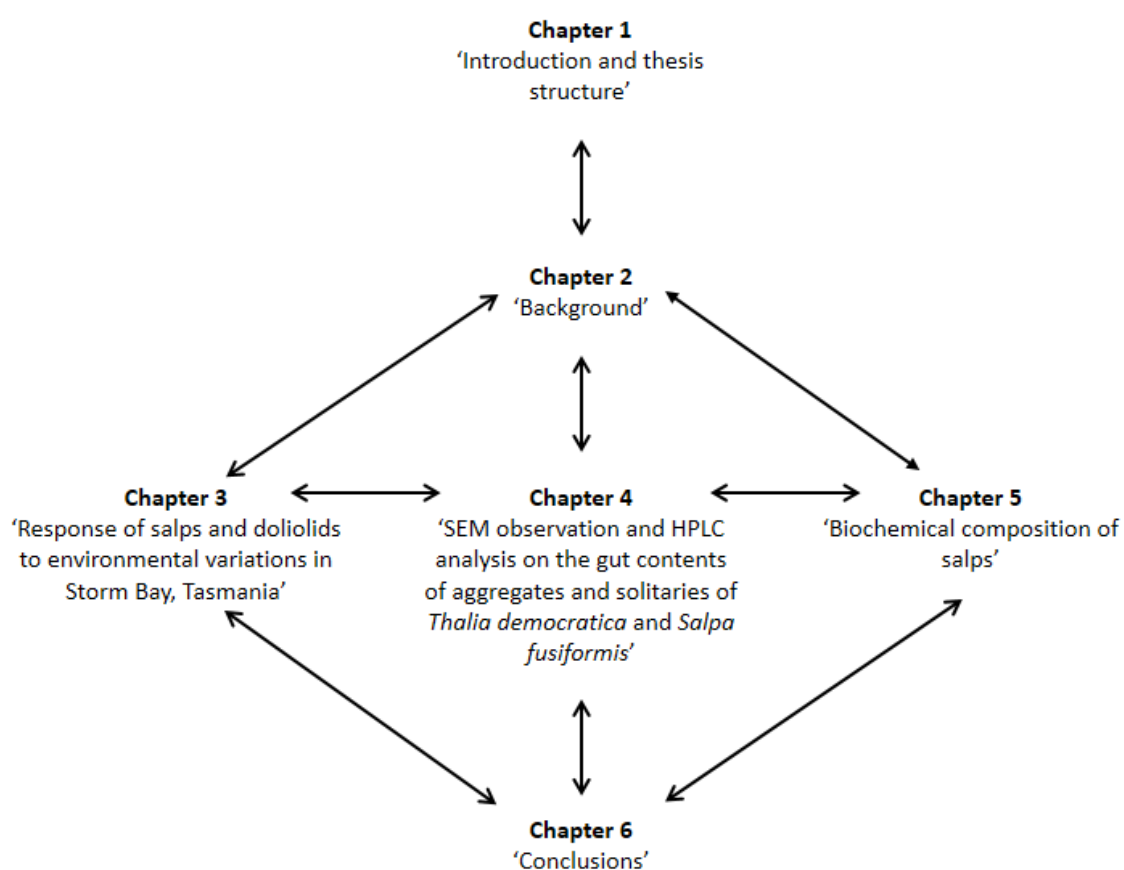 Chapter 1
‘Introduction and thesis
structure’
Chapter 2
‘Background’
Chapter 3
‘Response of salps and doliolids
to environmental variations in
Storm Bay, Tasmania’
Chapter 4
‘SEM observation and HPLC
analysis on the gut contents
of aggregates and solitaries of
Thalia democratica and Salpa
fusiformis’
Chapter 5
‘Biochemical composition of
salps’
Chapter 6
‘Conclusions’